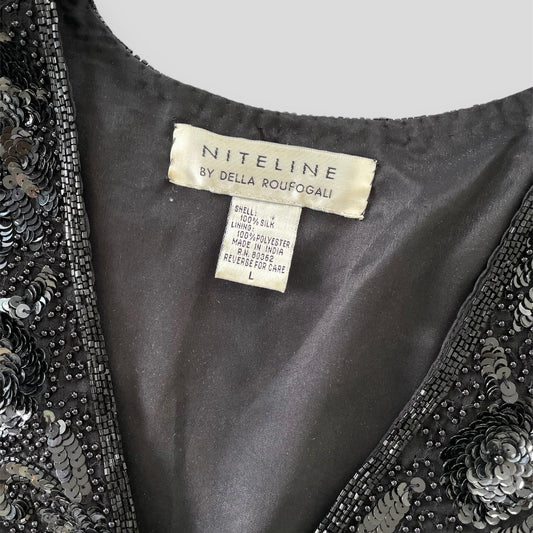 NITELINE
BY DELLA ROUFOGALI
SHELL:
100% SILK
LINING:
100% POLYESTER
MADE IN INDIA
R.N. 80362
REVERSE FOR CARE
L